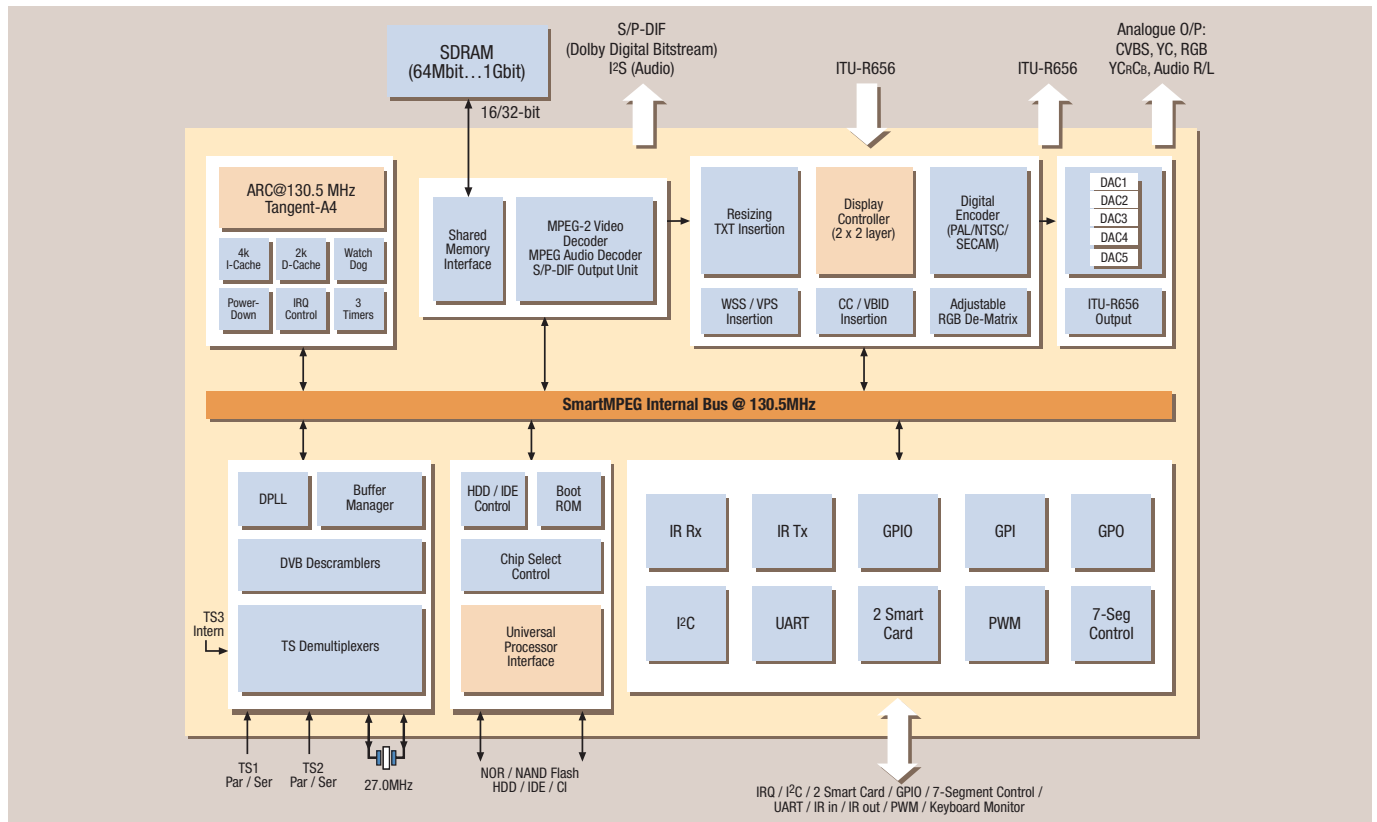 SDRAM
(64Mbit…1Gbit)
16/32-bit
S/P-DIF
(Dolby Digital Bitstream)
I²S (Audio)
ITU-R656
ITU-R656
Analogue O/P:
CVBS, YC, RGB
YCRCB, Audio R/L
ARC@130.5 MHz
Tangent-A4
4k
I-Cache
2k
D-Cache
Watch
Dog
Power-
Down
IRQ
Control
3
Timers
Shared
Memory
Interface
MPEG-2 Video
Decoder
MPEG Audio Decoder
S/P-DIF Output Unit
Resizing
TXT Insertion
Display
Controller
(2 x 2 layer)
Digital
Encoder
(PAL/NTSC/
SECAM)
WSS / VPS
Insertion
CC / VBID
Insertion
Adjustable
RGB De-Matrix
DAC1
DAC2
DAC3
DAC4
DAC5
ITU-R656
Output
SmartMPEG Internal Bus @ 130.5MHz
DPLL
Buffer
Manager
DVB Descramblers
TS3
Intern
TS Demultiplexers
HDD / IDE
Control
Boot
ROM
Chip Select
Control
Universal
Processor
Interface
IR Rx
IR Tx
GPIO
GPI
GPO
I²C
UART
2 Smart
Card
PWM
7-Seg
Control
TS1
Par / Ser
TS2
Par / Ser
27.0MHz
NOR / NAND Flash
HDD / IDE / CI
IRQ / I²C / 2 Smart Card / GPIO / 7-Segment Control /
UART / IR in / IR out / PWM / Keyboard Monitor